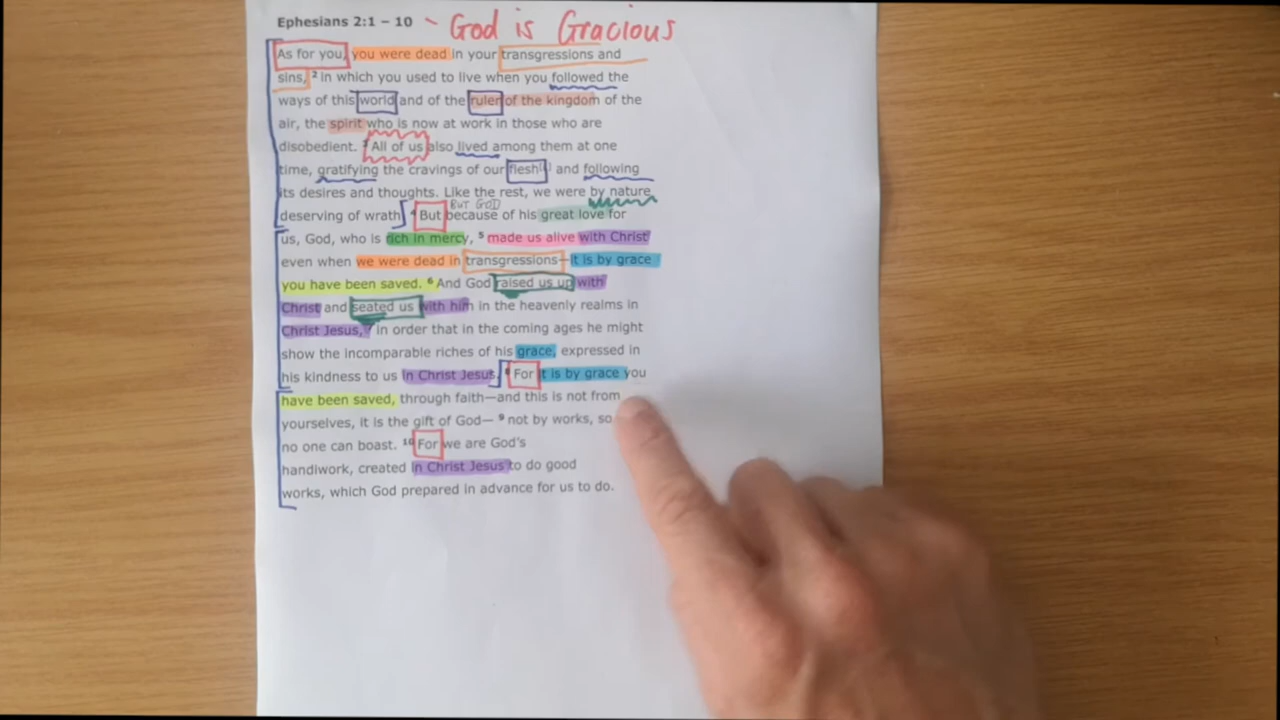 Ephesians 2:1 – 10 ~ God is Gracious
As for you, you were dead in your transgressions and
sins, ² in which you used to live when you followed the
ways of this world and of the ruler of the kingdom of the
air, the spirit who is now at work in those who are
disobedient. ³ All of us also lived among them at one
time, gratifying the cravings of our flesh[ ] and following
its desires and thoughts. Like the rest, we were by nature
BUT GOD
deserving of wrath. ⁴ But because of his great love for
us, God, who is rich in mercy, ⁵ made us alive with Christ
even when we were dead in transgressions—it is by grace
you have been saved. ⁶ And God raised us up with
Christ and seated us with him in the heavenly realms in
Christ Jesus, ⁷ in order that in the coming ages he might
show the incomparable riches of his grace, expressed in
his kindness to us in Christ Jesus. ⁸ For it is by grace you
have been saved, through faith—and this is not from
yourselves, it is the gift of God— ⁹ not by works, so
no one can boast. ¹⁰ For we are God’s
handiwork, created in Christ Jesus to do good
works, which God prepared in advance for us to do.